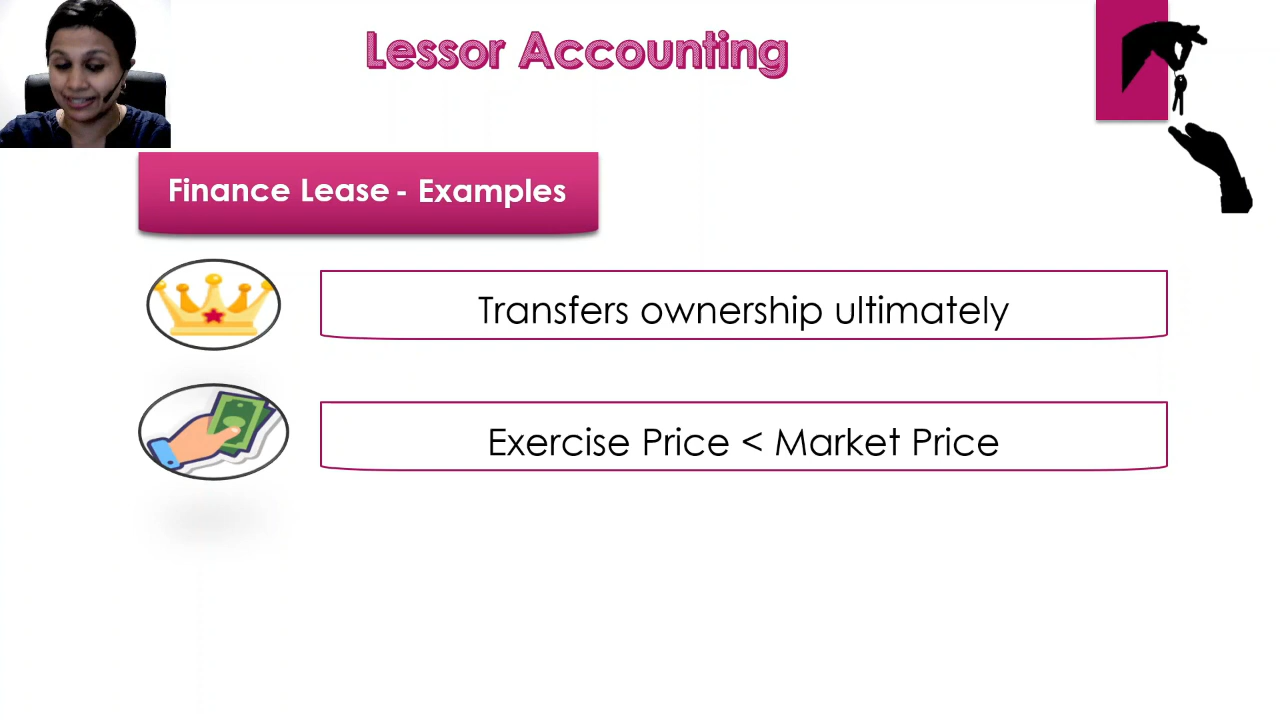 Lessor Accounting
Finance Lease - Examples
Transfers ownership ultimately
Exercise Price < Market Price